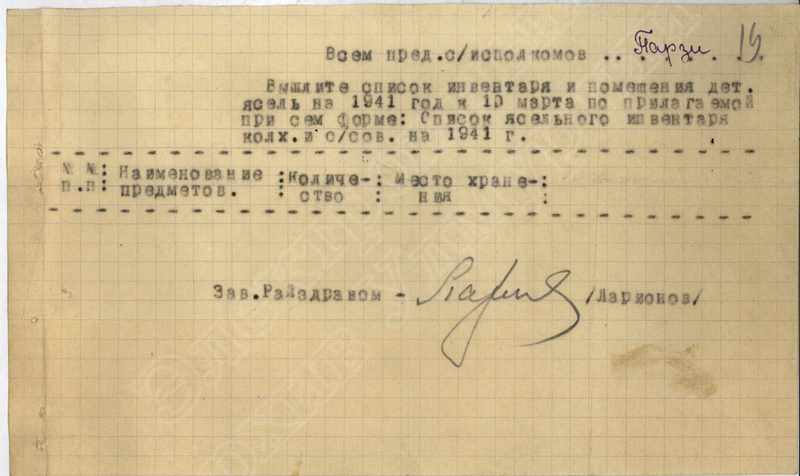 Всем пред.с/исполкомов .. Парзи. 19
Вышлите список инвентаря и помещения дет.
ясель на 1941 год к 10 марта по прилагаемой
при сем форме: Список ясельного инвентаря
колх.и с/сов. на 1941 г.
№ №: Наименование :Количе-: Место хране-:
п.п: предметов. : ство : ния :
Зав.Райздравом - /Ларионов/